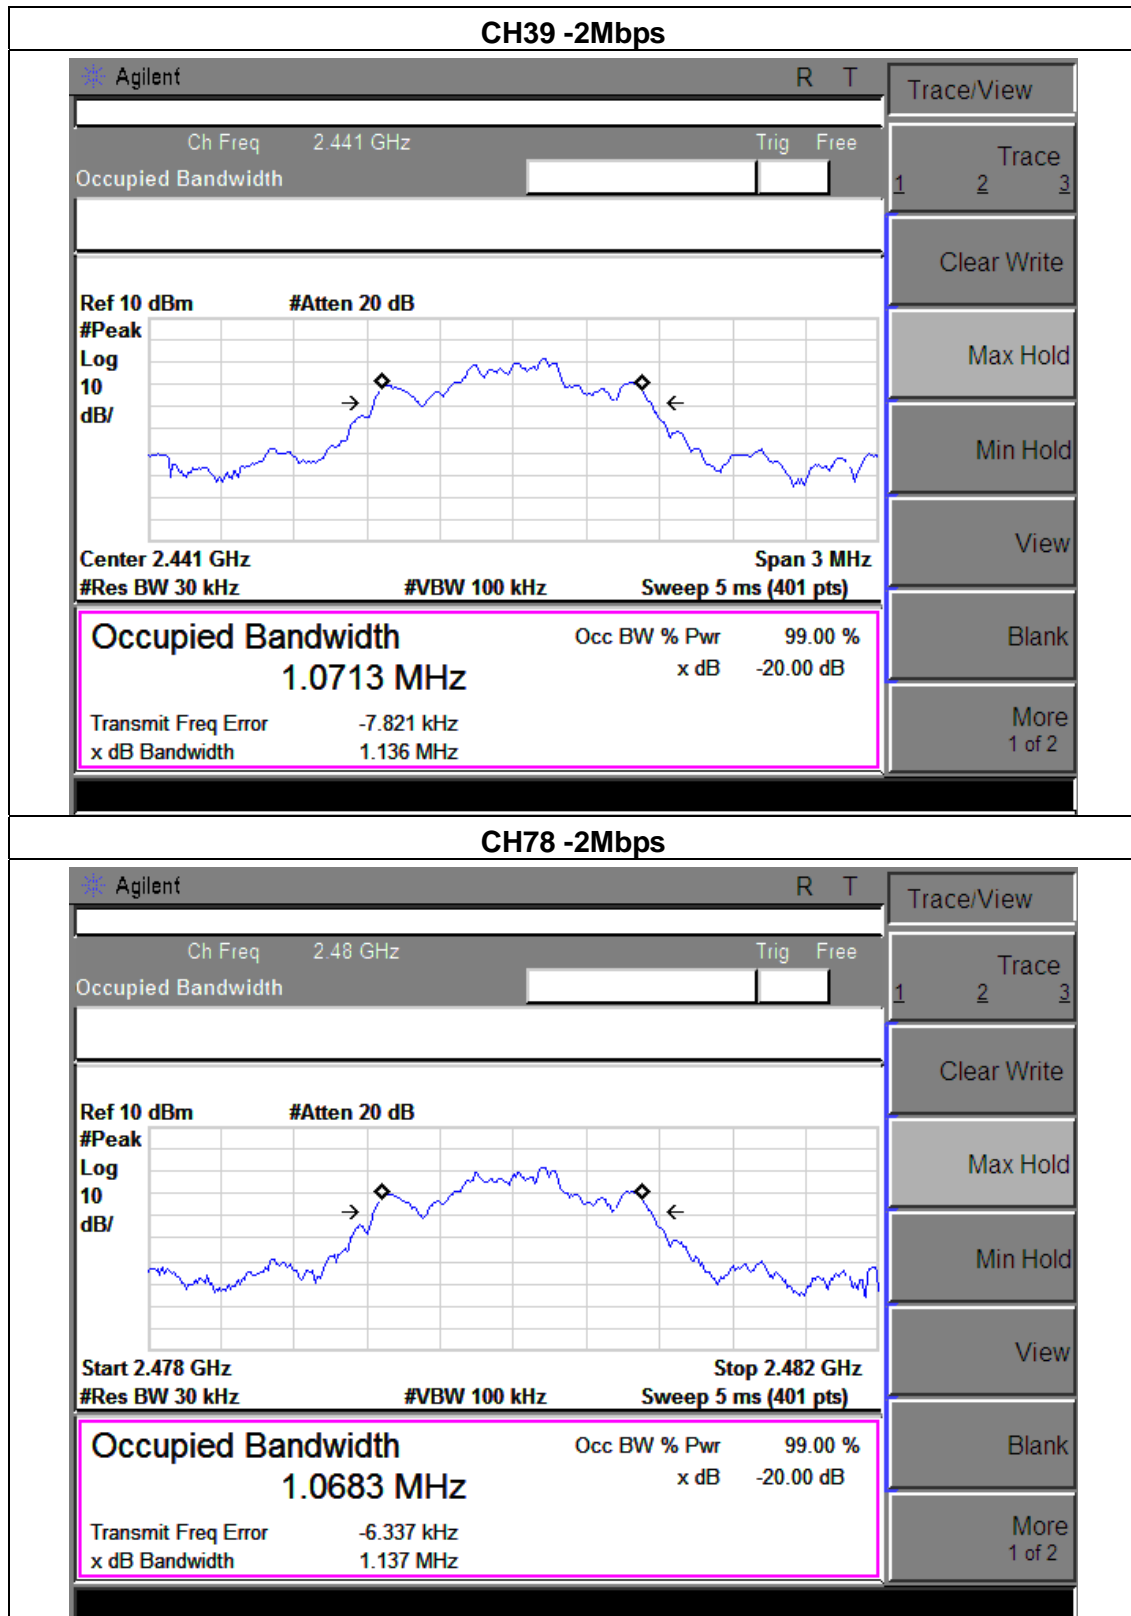 CH39 -2Mbps
Agilent R T
Trace/View
Ch Freq 2.441 GHz Trig Free
Occupied Bandwidth
Trace
1 2 3
Clear Write
Max Hold
Min Hold
View
Blank
More
1 of 2
Ref 10 dBm #Atten 20 dB
#Peak
Log
10
dB/
Center 2.441 GHz Span 3 MHz
#Res BW 30 kHz #VBW 100 kHz Sweep 5 ms (401 pts)
Occupied Bandwidth Occ BW % Pwr 99.00 %
1.0713 MHz x dB -20.00 dB
Transmit Freq Error -7.821 kHz
x dB Bandwidth 1.136 MHz
CH78 -2Mbps
Agilent R T
Trace/View
Ch Freq 2.48 GHz Trig Free
Occupied Bandwidth
Trace
1 2 3
Clear Write
Max Hold
Min Hold
View
Blank
More
1 of 2
Ref 10 dBm #Atten 20 dB
#Peak
Log
10
dB/
Start 2.478 GHz Stop 2.482 GHz
#Res BW 30 kHz #VBW 100 kHz Sweep 5 ms (401 pts)
Occupied Bandwidth Occ BW % Pwr 99.00 %
1.0683 MHz x dB -20.00 dB
Transmit Freq Error -6.337 kHz
x dB Bandwidth 1.137 MHz